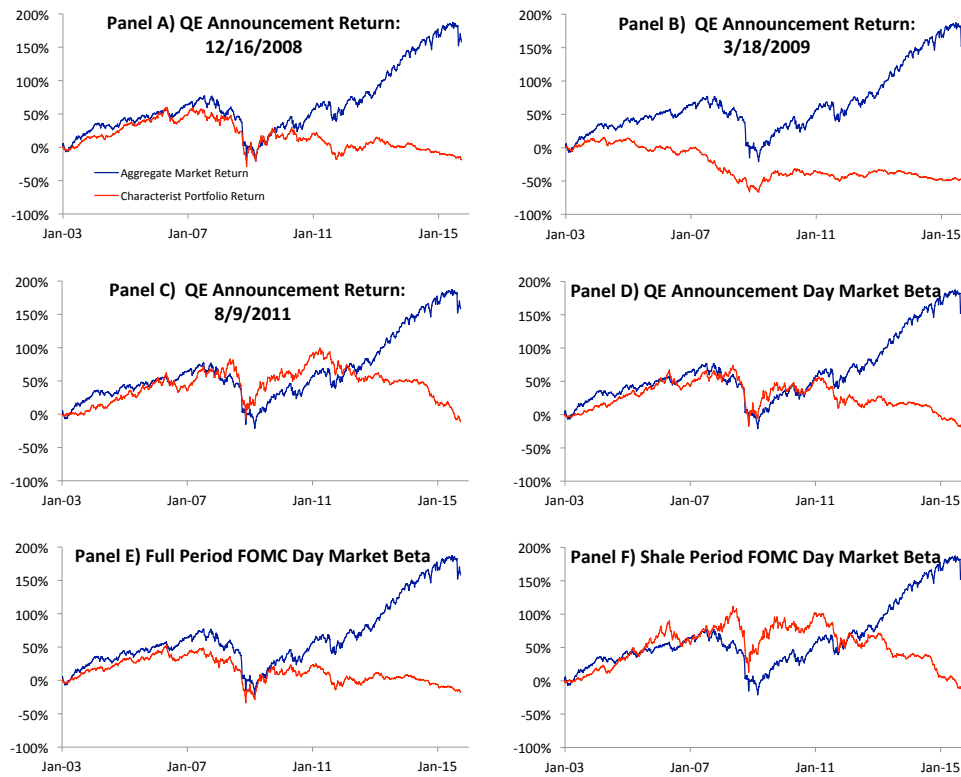 Panel A) QE Announcement Return:
12/16/2008
200%
150%
100%
50%
0%
-50%
-100%
Aggregate Market Return
Characterist Portfolio Return
Jan-03
Jan-07
Jan-11
Jan-15
Panel B) QE Announcement Return:
3/18/2009
200%
150%
100%
50%
0%
-50%
-100%
Jan-03
Jan-07
Jan-11
Jan-15
Panel C) QE Announcement Return:
8/9/2011
200%
150%
100%
50%
0%
-50%
-100%
Jan-03
Jan-07
Jan-11
Jan-15
Panel D) QE Announcement Day Market Beta
200%
150%
100%
50%
0%
-50%
-100%
Jan-03
Jan-07
Jan-11
Jan-15
Panel E) Full Period FOMC Day Market Beta
200%
150%
100%
50%
0%
-50%
-100%
Jan-03
Jan-07
Jan-11
Jan-15
Panel F) Shale Period FOMC Day Market Beta
200%
150%
100%
50%
0%
-50%
-100%
Jan-03
Jan-07
Jan-11
Jan-15